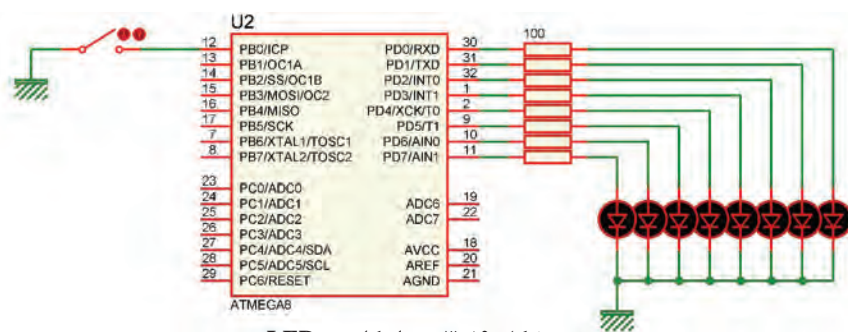 U2
100
12 PB0/ICP PD0/RXD 30
13 PB1/OC1A PD1/TXD 31
14 PB2/SS/OC1B PD2/INT0 32
15 PB3/MOSI/OC2 PD3/INT1 1
16 PB4/MISO PD4/XCK/T0 2
17 PB5/SCK PD5/T1 9
7 PB6/XTAL1/TOSC1 PD6/AIN0 10
8 PB7/XTAL2/TOSC2 PD7/AIN1 11
23 PC0/ADC0
24 PC1/ADC1 ADC6 19
25 PC2/ADC2 ADC7 22
26 PC3/ADC3
27 PC4/ADC4/SDA AVCC 18
28 PC5/ADC5/SCL AREF 20
29 PC6/RESET AGND 21
ATMEGA8